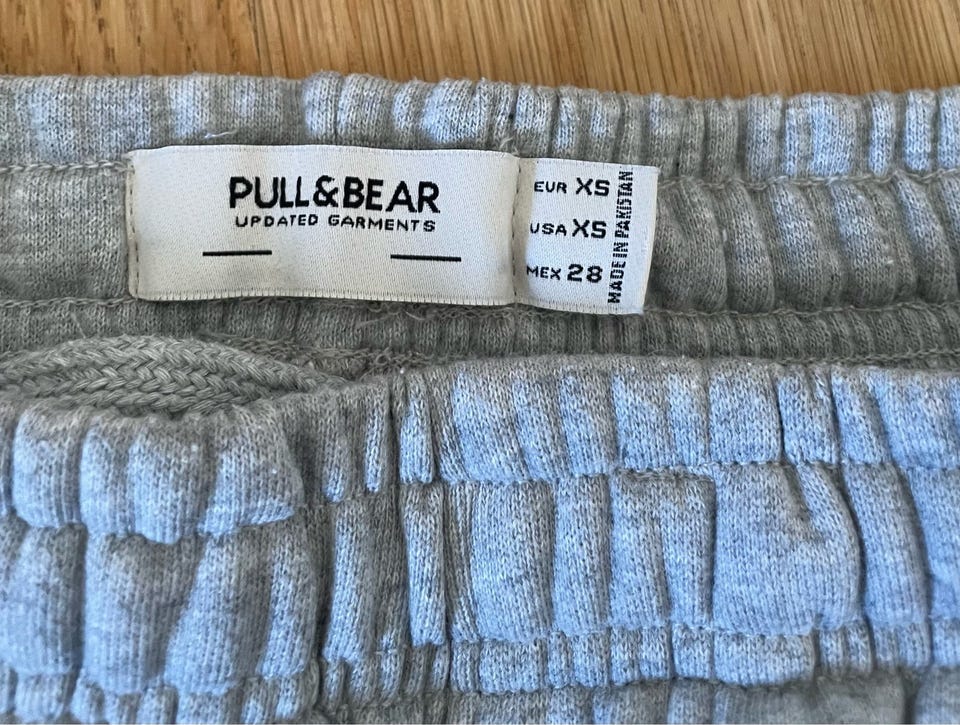 PULL&BEAR
UPDATED GARMENTS
EUR XS
USA XS
MEX 28
MADE IN PAKISTAN